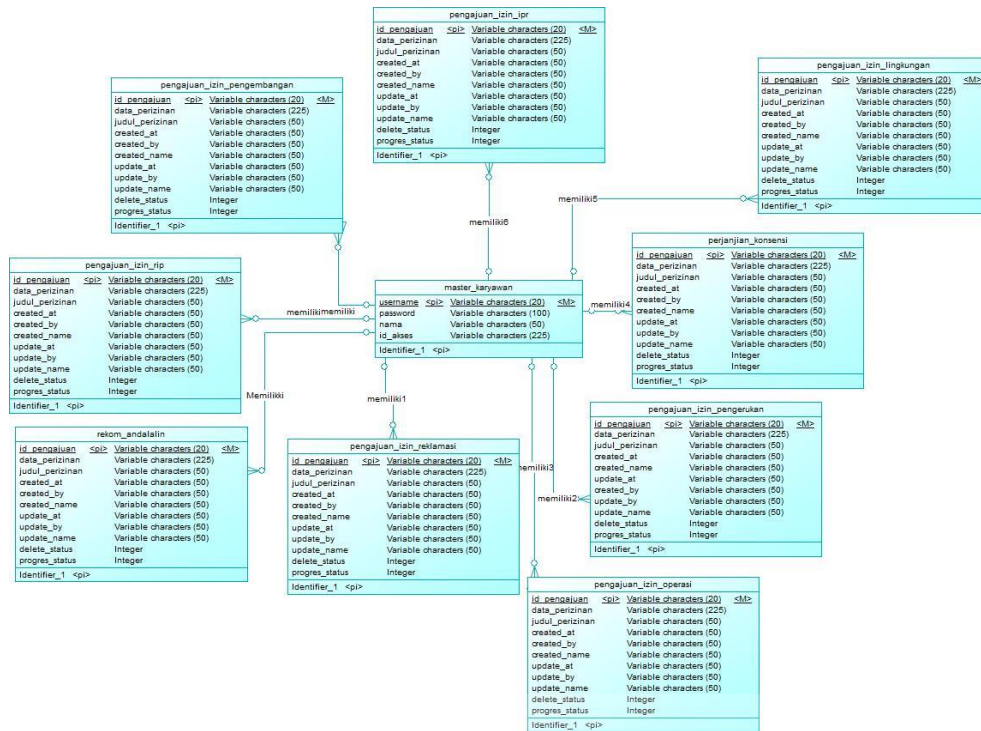 pengajuan_izin_ipr
id_pengajuan <pi> Variable characters (20) <M>
data_perizinan Variable characters (225)
judul_perizinan Variable characters (50)
created_at Variable characters (50)
created_by Variable characters (50)
created_name Variable characters (50)
update_at Variable characters (50)
update_by Variable characters (50)
update_name Variable characters (50)
delete_status Integer
progres_status Integer
Identifier_1 <pi>
pengajuan_izin_lingkungan
id_pengajuan <pi> Variable characters (20) <M>
data_perizinan Variable characters (225)
judul_perizinan Variable characters (50)
created_at Variable characters (50)
created_by Variable characters (50)
created_name Variable characters (50)
update_at Variable characters (50)
update_by Variable characters (50)
update_name Variable characters (50)
delete_status Integer
progres_status Integer
Identifier_1 <pi>
pengajuan_izin_pengembangan
id_pengajuan <pi> Variable characters (20) <M>
data_perizinan Variable characters (225)
judul_perizinan Variable characters (50)
created_at Variable characters (50)
created_by Variable characters (50)
created_name Variable characters (50)
update_at Variable characters (50)
update_by Variable characters (50)
update_name Variable characters (50)
delete_status Integer
progres_status Integer
Identifier_1 <pi>
memiliki5
memiliki6
perjanjian_konsensi
id_pengajuan <pi> Variable characters (20) <M>
data_perizinan Variable characters (225)
judul_perizinan Variable characters (50)
created_at Variable characters (50)
created_by Variable characters (50)
created_name Variable characters (50)
update_at Variable characters (50)
update_by Variable characters (50)
update_name Variable characters (50)
delete_status Integer
progres_status Integer
Identifier_1 <pi>
pengajuan_izin_rip
id_pengajuan <pi> Variable characters (20) <M>
data_perizinan Variable characters (225)
judul_perizinan Variable characters (50)
created_at Variable characters (50)
created_by Variable characters (50)
created_name Variable characters (50)
update_at Variable characters (50)
update_by Variable characters (50)
update_name Variable characters (50)
delete_status Integer
progres_status Integer
Identifier_1 <pi>
master_karyawan
username <pi> Variable characters (20) <M>
password Variable characters (100)
nama Variable characters (50)
id_akses Variable characters (225)
Identifier_1 <pi>
memiliki4
memiliki
memiliki
Memilikki
memiliki1
memiliki3
memiliki2
pengajuan_izin_pengerukan
id_pengajuan <pi> Variable characters (20) <M>
data_perizinan Variable characters (225)
judul_perizinan Variable characters (50)
created_at Variable characters (50)
created_name Variable characters (50)
update_at Variable characters (50)
created_by Variable characters (50)
update_by Variable characters (50)
update_name Variable characters (50)
delete_status Integer
progres_status Integer
Identifier_1 <pi>
rekom_andalalin
id_pengajuan <pi> Variable characters (20) <M>
data_perizinan Variable characters (225)
judul_perizinan Variable characters (50)
created_at Variable characters (50)
created_by Variable characters (50)
created_name Variable characters (50)
update_at Variable characters (50)
update_by Variable characters (50)
update_name Variable characters (50)
delete_status Integer
progres_status Integer
Identifier_1 <pi>
pengajuan_izin_reklamasi
id_pengajuan <pi> Variable characters (20) <M>
data_perizinan Variable characters (225)
judul_perizinan Variable characters (50)
created_at Variable characters (50)
created_by Variable characters (50)
created_name Variable characters (50)
update_at Variable characters (50)
update_by Variable characters (50)
update_name Variable characters (50)
delete_status Integer
progres_status Integer
Identifier_1 <pi>
pengajuan_izin_operasi
id_pengajuan <pi> Variable characters (20) <M>
data_perizinan Variable characters (225)
judul_perizinan Variable characters (50)
created_at Variable characters (50)
created_by Variable characters (50)
created_name Variable characters (50)
update_at Variable characters (50)
update_by Variable characters (50)
update_name Variable characters (50)
delete_status Integer
progres_status Integer
Identifier_1 <pi>